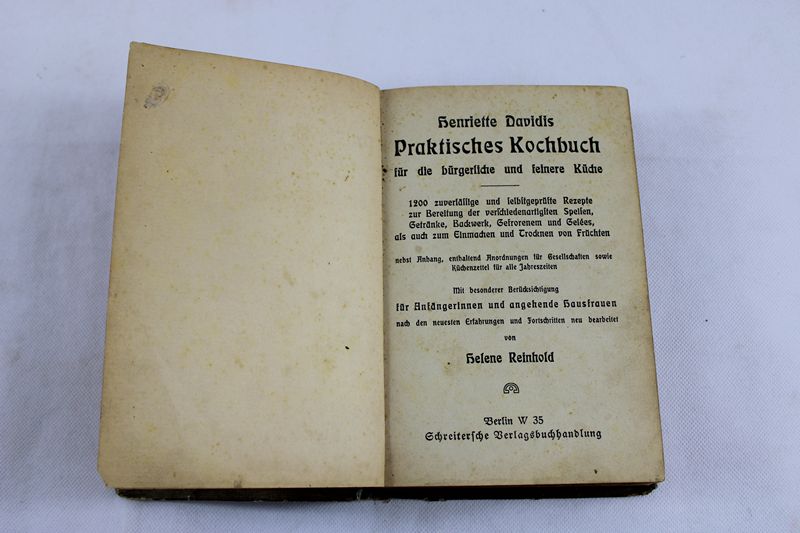 Henriette Davidis
Praktisches Kochbuch
für die bürgerliche und feinere Küche
1200 zuverläſſige und ſelbſtgeprüfte Rezepte
zur Bereitung der verſchiedenartigſten Speiſen,
Getränke, Backwerk, Gefrorenem und Gelées,
als auch zum Einmachen und Trocknen von Früchten
nebſt Anhang, enthaltend Anordnungen für Geſellſchaften ſowie
Küchenzettel für alle Jahreszeiten
Mit beſonderer Berückſichtigung
für Anfängerinnen und angehende Hausfrauen
nach den neueſten Erfahrungen und Fortſchritten neu bearbeitet
von
Helene Reinhold
Berlin W 35
Schreiterſche Verlagsbuchhandlung